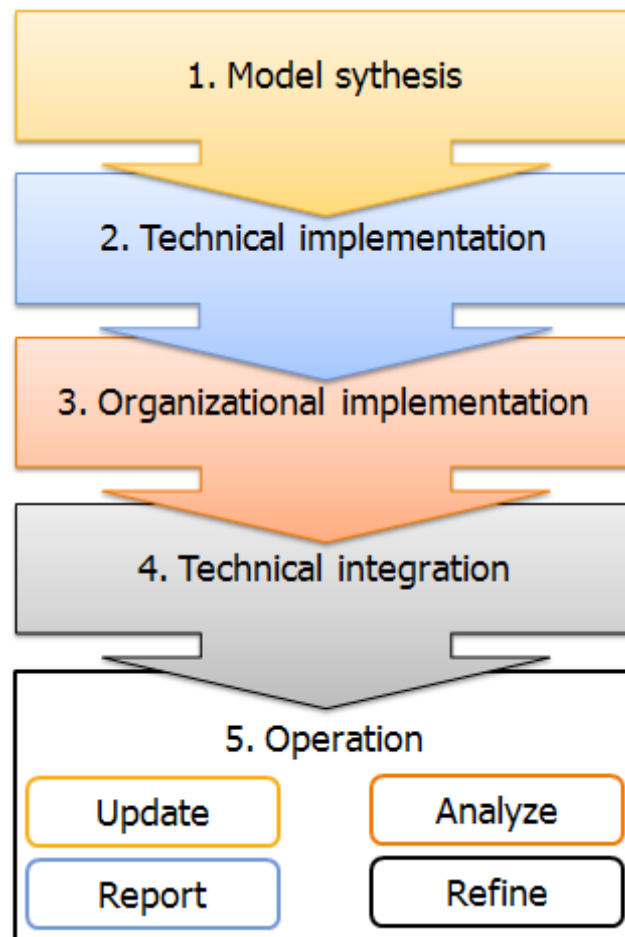 1. Model sythesis
2. Technical implementation
3. Organizational implementation
4. Technical integration
5. Operation
Update
Analyze
Report
Refine